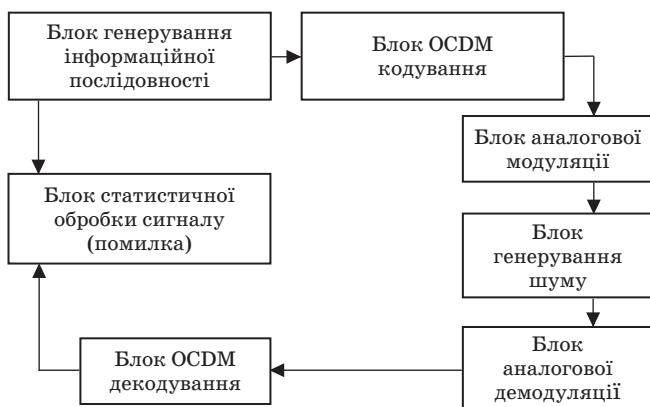 Блок генерування
інформаційної
послідовності
Блок OCDM
кодування
Блок аналогової
модуляції
Блок статистичної
обробки сигналу
(помилка)
Блок
генерування
шуму
Блок OCDM
декодування
Блок
аналогової
демодуляції